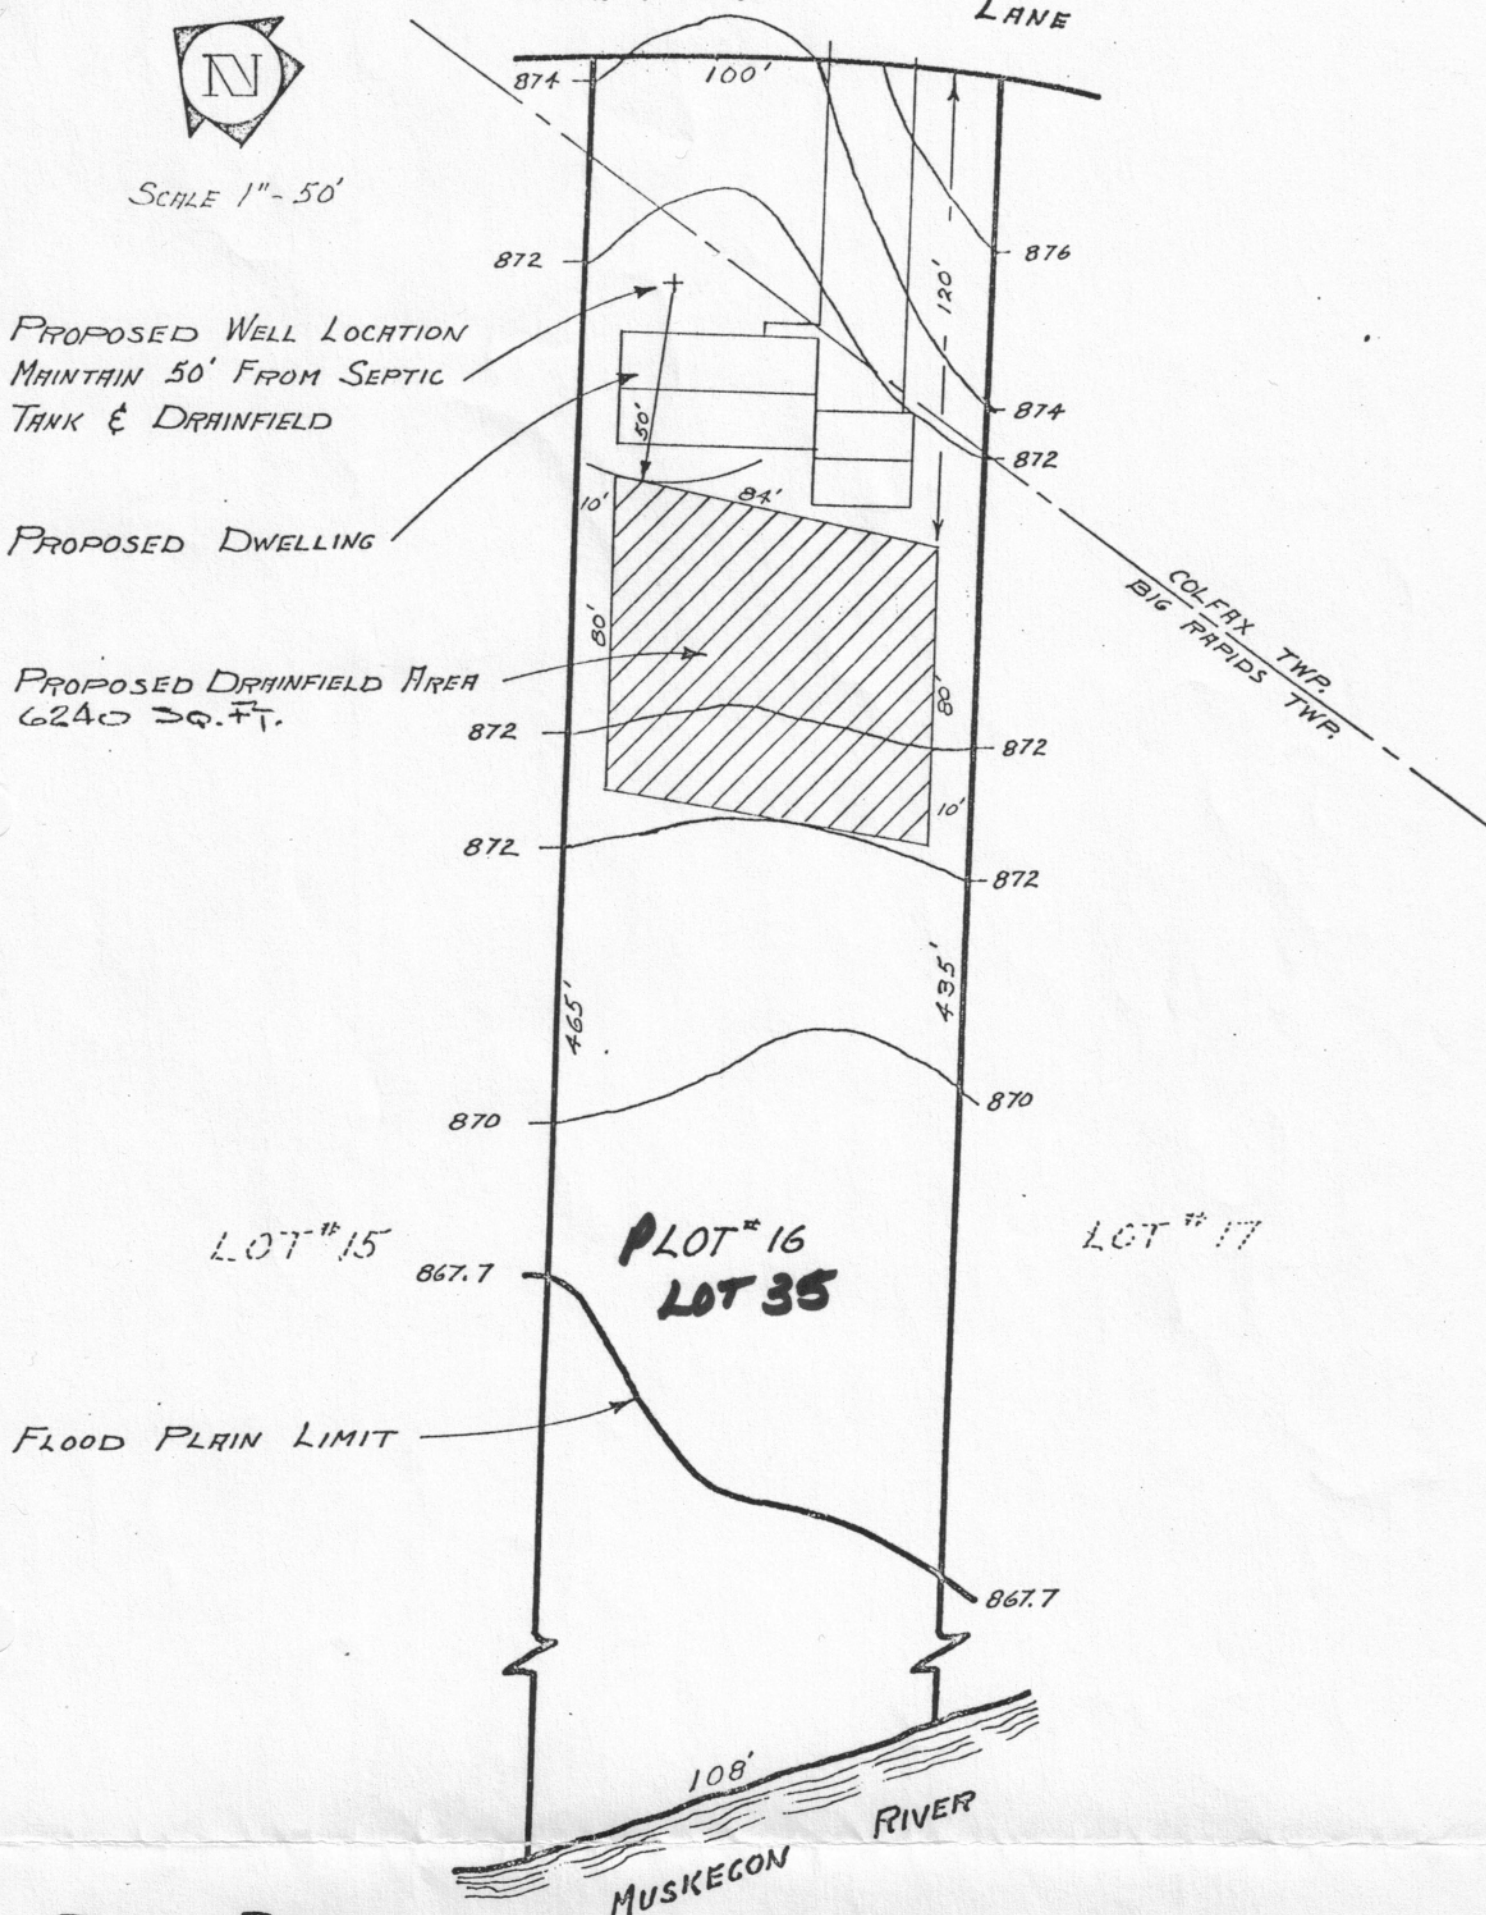 LANE
N
874
100'
SCALE 1"- 50'
872
876
120'
PROPOSED WELL LOCATION
MAINTAIN 50' FROM SEPTIC
TANK & DRAINFIELD
50'
874
872
10'
84'
PROPOSED DWELLING
COLFAX TWP.
BIG RAPIDS TWP.
80'
PROPOSED DRAINFIELD AREA
6240 SQ.FT.
80'
872
872
10'
872
872
465'
435'
870
870
LOT #15
PLOT #16
LOT 35
LOT #17
867.7
FLOOD PLAIN LIMIT
867.7
108'
MUSKEGON RIVER